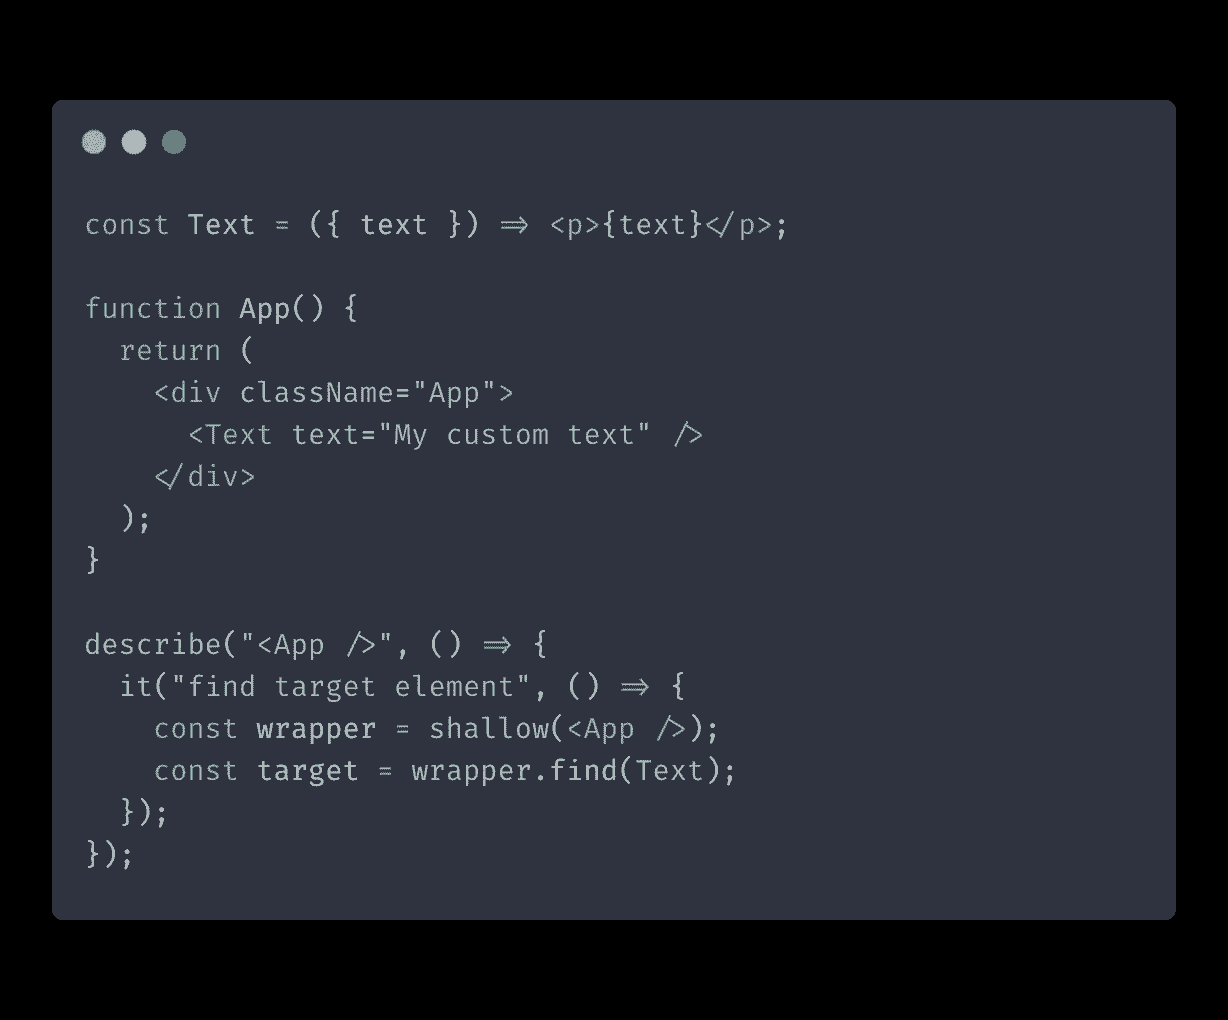 const Text = ({ text }) => <p>{text}</p>;
function App() {
return (
<div className="App">
<Text text="My custom text" />
</div>
);
}
describe("<App />", () => {
it("find target element", () => {
const wrapper = shallow(<App />);
const target = wrapper.find(Text);
});
});